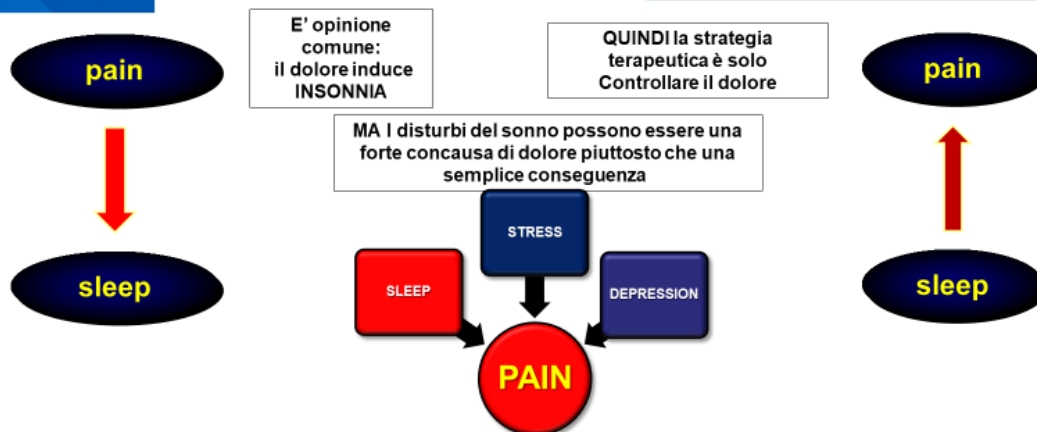 pain
E' opinione
comune:
il dolore induce
INSONNIA
QUINDI la strategia
terapeutica è solo
Controllare il dolore
pain
MA I disturbi del sonno possono essere una
forte concausa di dolore piuttosto che una
semplice conseguenza
sleep
STRESS
SLEEP
DEPRESSION
PAIN
sleep